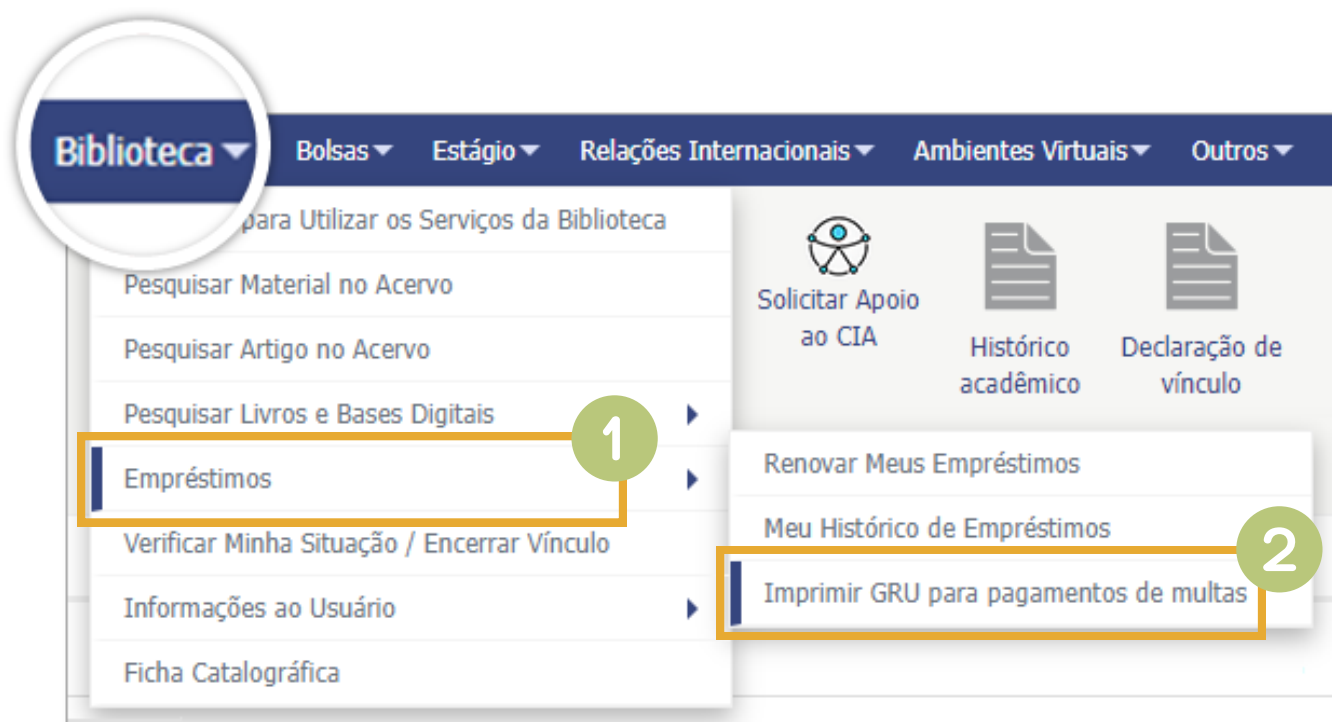 Biblioteca
Bolsas
Estágio
Relações Internacionais
Ambientes Virtuais
Outros
para Utilizar os Serviços da Biblioteca
Pesquisar Material no Acervo
Pesquisar Artigo no Acervo
Pesquisar Livros e Bases Digitais
1
Empréstimos
Verificar Minha Situação / Encerrar Vínculo
Informações ao Usuário
Ficha Catalográfica
Solicitar Apoio
ao CIA
Histórico
acadêmico
Declaração de
vínculo
Renovar Meus Empréstimos
Meu Histórico de Empréstimos
2
Imprimir GRU para pagamentos de multas